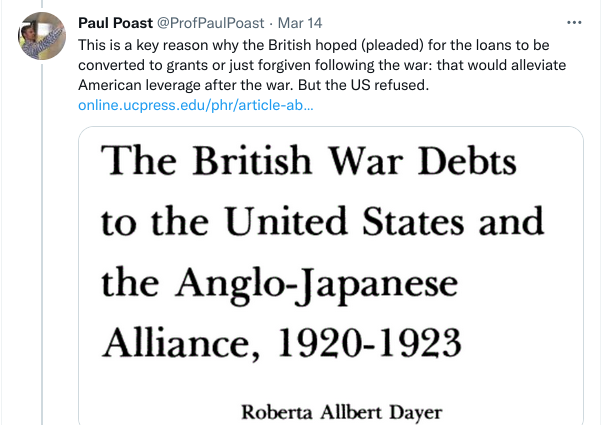 Paul Poast @ProfPaulPoast · Mar 14 ...
This is a key reason why the British hoped (pleaded) for the loans to be
converted to grants or just forgiven following the war: that would alleviate
American leverage after the war. But the US refused.
online.ucpress.edu/phr/article-ab...
The British War Debts
to the United States and
the Anglo-Japanese
Alliance, 1920-1923
Roberta Allbert Dayer